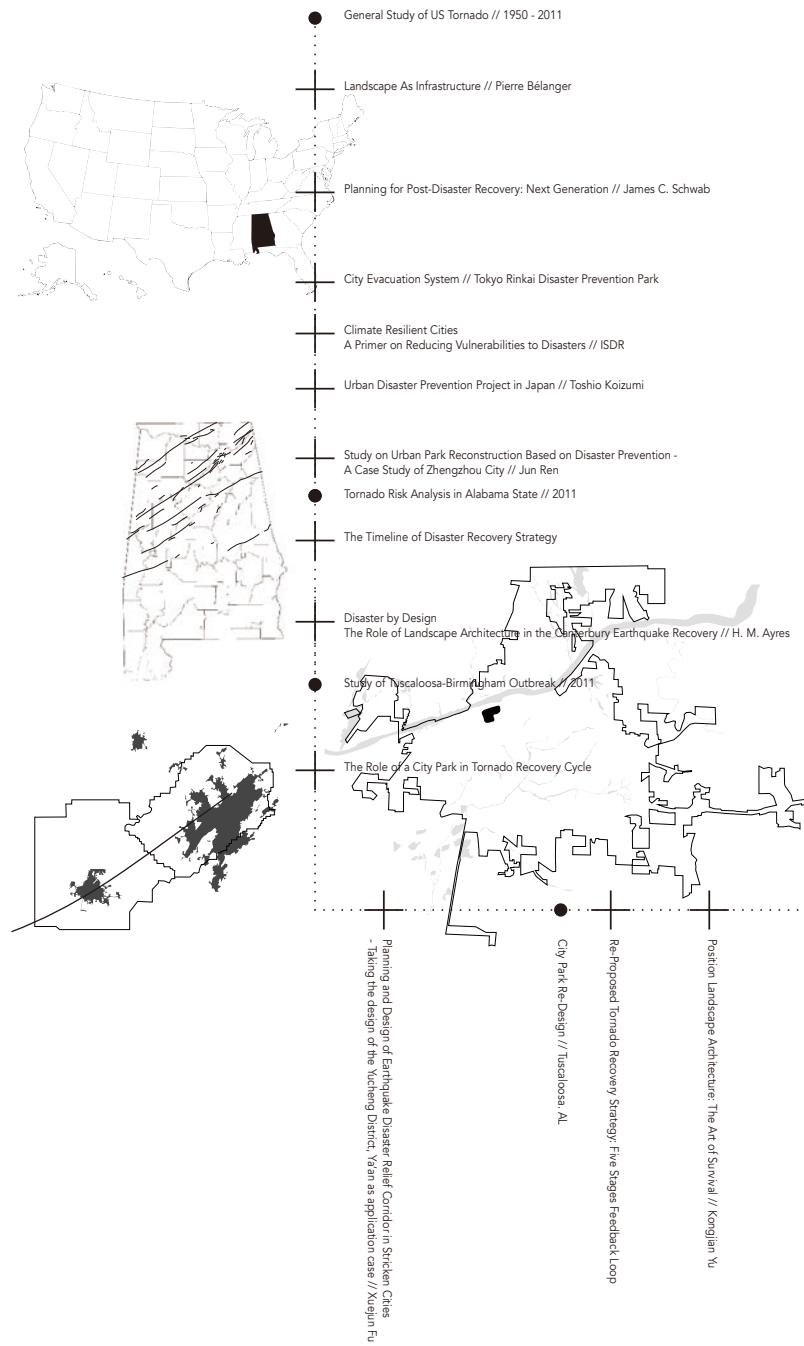 General Study of US Tornado // 1950 - 2011
Landscape As Infrastructure // Pierre Bélanger
Planning for Post-Disaster Recovery: Next Generation // James C. Schwab
City Evacuation System // Tokyo Rinkai Disaster Prevention Park
Climate Resilient Cities
A Primer on Reducing Vulnerabilities to Disasters // ISDR
Urban Disaster Prevention Project in Japan // Toshio Koizumi
Study on Urban Park Reconstruction Based on Disaster Prevention -
A Case Study of Zhengzhou City // Jun Ren
Tornado Risk Analysis in Alabama State // 2011
The Timeline of Disaster Recovery Strategy
Disaster by Design
The Role of Landscape Architecture in the Canterbury Earthquake Recovery // H. M. Ayres
Study of Tuscaloosa-Birmingham Outbreak // 2011
The Role of a City Park in Tornado Recovery Cycle
Planning and Design of Earthquake Disaster Relief Corridor in Stricken Cities
- Taking the design of the Yucheng District, Ya'an as application case // Xuejun Fu
City Park Re-Design // Tuscaloosa, AL
Re-Proposed Tornado Recovery Strategy: Five Stages Feedback Loop
Position Landscape Architecture: The Art of Survival // Kongjian Yu